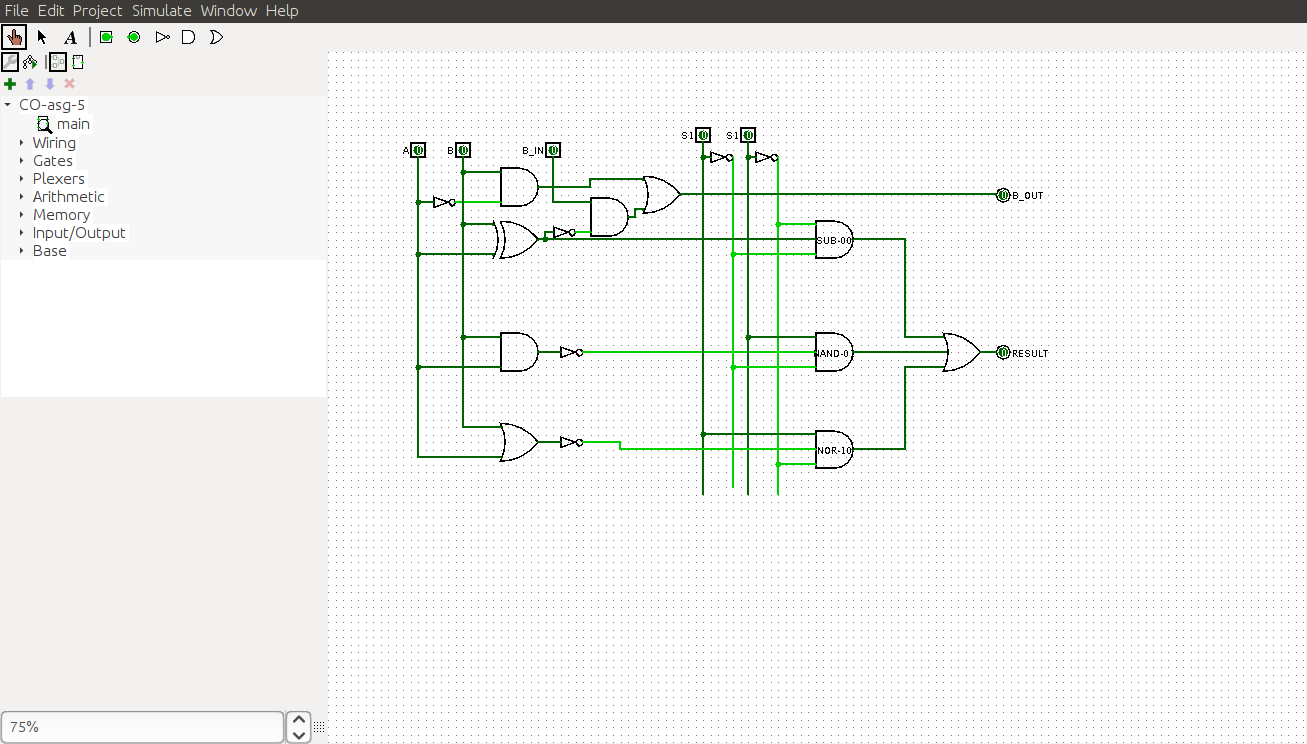 File Edit Project Simulate Window Help
A
CO-asg-5
main
Wiring
Gates
Plexers
Arithmetic
Memory
Input/Output
Base
75%
S1 0 S1 0
A 0 B 0 B_IN 0
0 B_OUT
SUB-00
NAND-0
0 RESULT
NOR-10